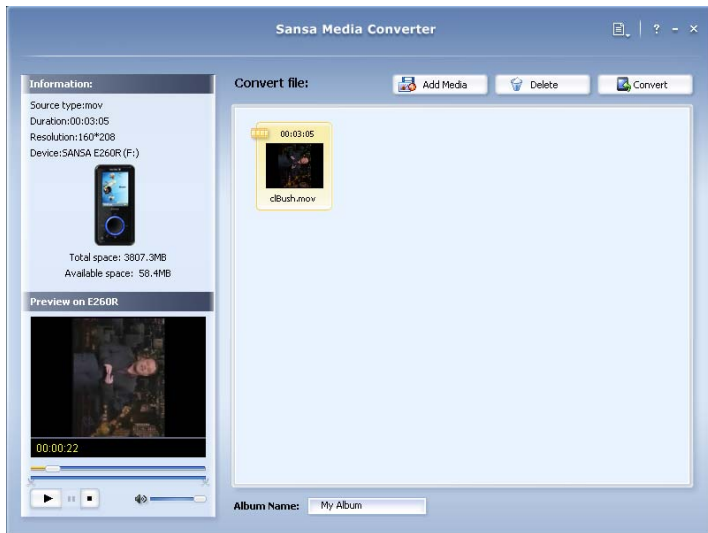 Sansa Media Converter
?
Information:
Source type:mov
Duration:00:03:05
Resolution:160*208
Device:SANSA E260R(F:)
Total space: 3807.3MB
Available space: 58.4MB
Preview on E260R
00:00:22
Convert file:
Add Media
Delete
Convert
00:03:05
clBush.mov
Album Name:
My Album